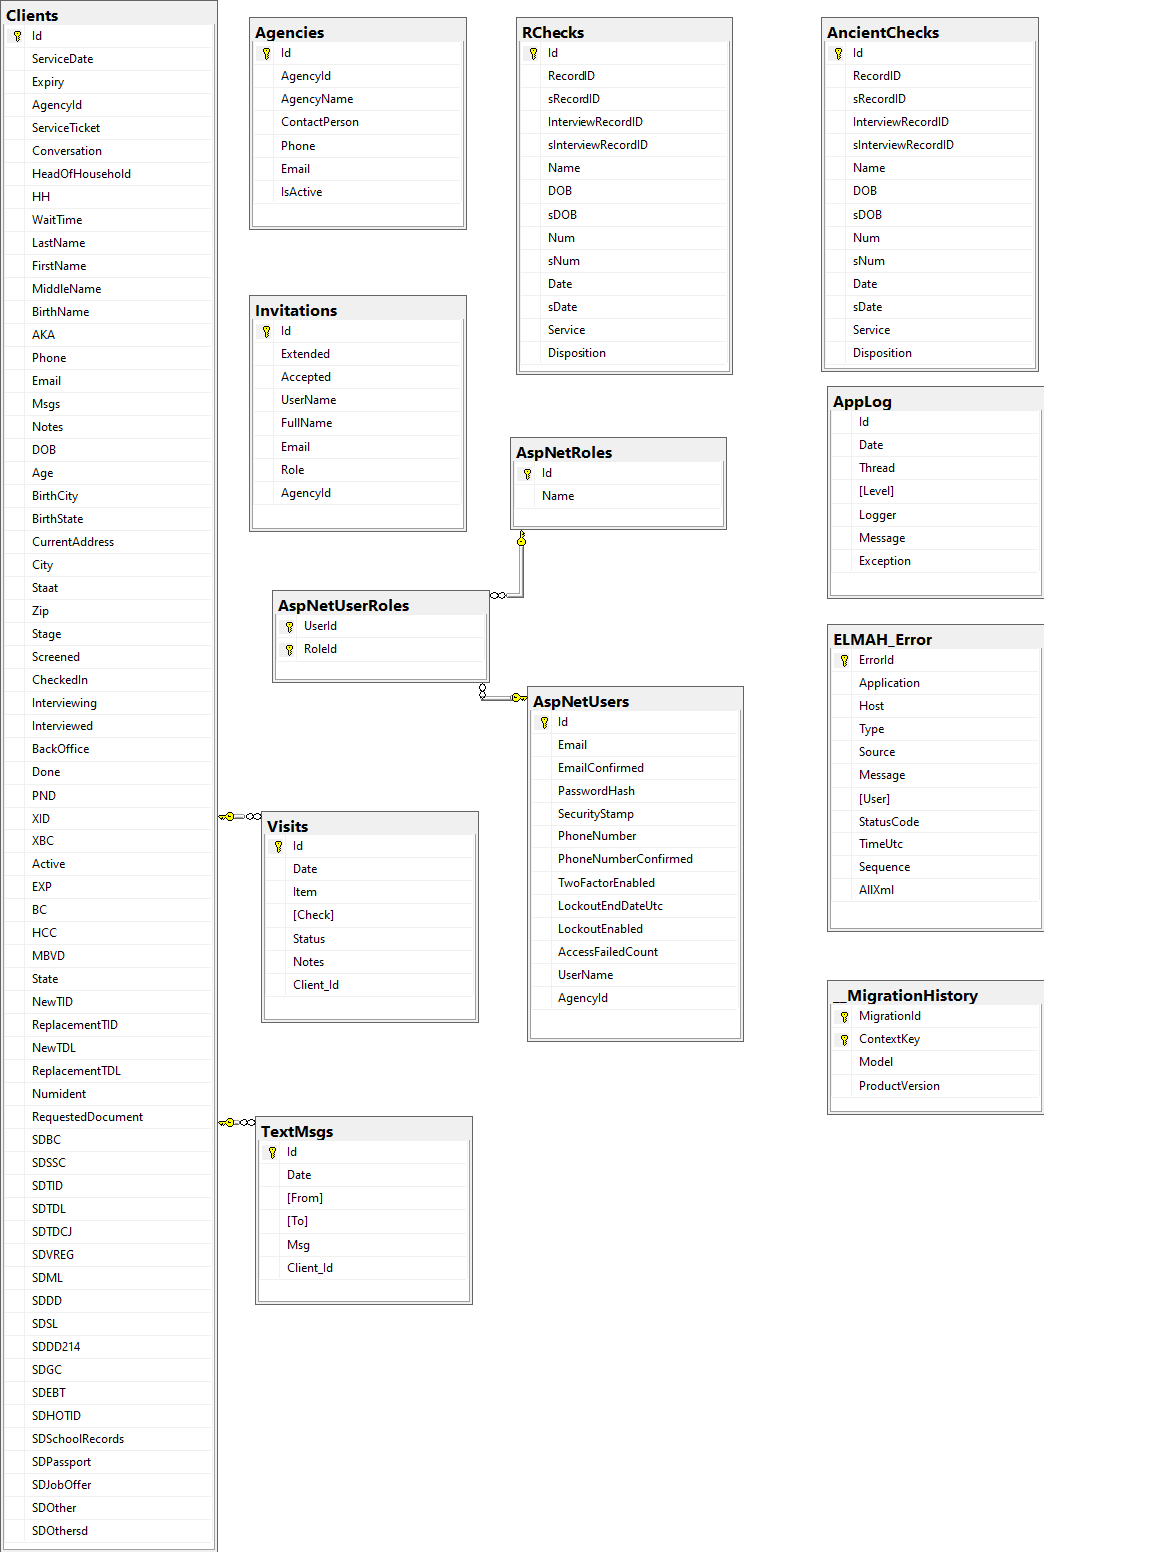 Clients
Id
ServiceDate
Expiry
AgencyId
ServiceTicket
Conversation
HeadOfHousehold
HH
WaitTime
LastName
FirstName
MiddleName
BirthName
AKA
Phone
Email
Msgs
Notes
DOB
Age
BirthCity
BirthState
CurrentAddress
City
Staat
Zip
Stage
Screened
CheckedIn
Interviewing
Interviewed
BackOffice
Done
PND
XID
XBC
Active
EXP
BC
HCC
MBVD
State
NewTID
ReplacementTID
NewTDL
ReplacementTDL
Numident
RequestedDocument
SDBC
SDSSC
SDTID
SDTDL
SDTDCJ
SDVREG
SDML
SDDD
SDSL
SDDD214
SDGC
SDEBT
SDHOTID
SDSchoolRecords
SDPassport
SDJobOffer
SDOther
SDOthersd
Agencies
Id
AgencyId
AgencyName
ContactPerson
Phone
Email
IsActive
Invitations
Id
Extended
Accepted
UserName
FullName
Email
Role
AgencyId
AspNetUserRoles
UserId
RoleId
Visits
Id
Date
Item
[Check]
Status
Notes
Client_Id
TextMsgs
Id
Date
[From]
[To]
Msg
Client_Id
RChecks
Id
RecordID
sRecordID
InterviewRecordID
sInterviewRecordID
Name
DOB
sDOB
Num
sNum
Date
sDate
Service
Disposition
AspNetRoles
Id
Name
AspNetUsers
Id
Email
EmailConfirmed
PasswordHash
SecurityStamp
PhoneNumber
PhoneNumberConfirmed
TwoFactorEnabled
LockoutEndDateUtc
LockoutEnabled
AccessFailedCount
UserName
AgencyId
AncientChecks
Id
RecordID
sRecordID
InterviewRecordID
sInterviewRecordID
Name
DOB
sDOB
Num
sNum
Date
sDate
Service
Disposition
AppLog
Id
Date
Thread
[Level]
Logger
Message
Exception
ELMAH_Error
ErrorId
Application
Host
Type
Source
Message
[User]
StatusCode
TimeUtc
Sequence
AllXml
__MigrationHistory
MigrationId
ContextKey
Model
ProductVersion